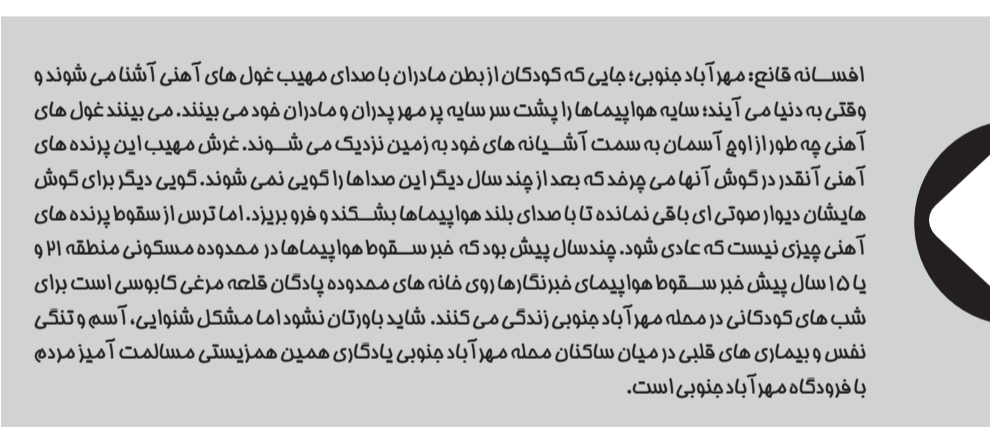 افســانه قانع: مهرآباد جنوبی؛ جایی که کودکان از بطن مادران با صدای مهیب غول های آهنی آشنا می شوند و
وقتی به دنیا می آیند؛ سایه هواپیماها را پشت سر سایه پر مهر پدران و مادران خود می بینند. می بینند غول های
آهنی چه طور از اوج آسمان به سمت آشــیانه های خود به زمین نزدیک می شــوند. غرش مهیب این پرنده های
آهنی آنقدر در گوش آنها می چرخد که بعد از چند سال دیگر این صداها را گویی نمی شوند. گویی دیگر برای گوش
هایشان دیوار صوتی ای باقی نمانده تا با صدای بلند هواپیماها بشــکند و فرو بریزد. اما ترس از سقوط پرنده های
آهنی چیزی نیست که عادی شود. چندسال پیش بود که خبر ســقوط هواپیماها در محدوده مسکونی منطقه ۲۱ و
یا ۱۵ سال پیش خبر ســقوط هواپیمای خبرنگارها روی خانه های محدوده پادگان قلعه مرغی کابوسی است برای
شب های کودکانی در محله مهرآباد جنوبی زندگی می کنند. شاید باورتان نشود اما مشکل شنوایی، آسم و تنگی
نفس و بیماری های قلبی در میان ساکنان محله مهرآباد جنوبی یادگاری همین همزیستی مسالمت آمیز مردم
با فرودگاه مهرآباد جنوبی است.